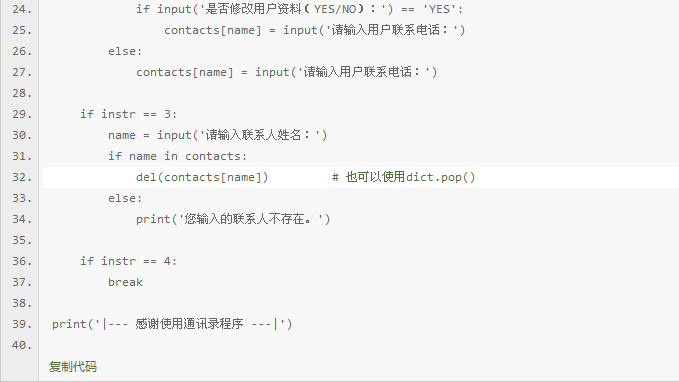 24.             if input('是否修改用户资料（YES/NO）：') == 'YES':
25.                 contacts[name] = input('请输入用户联系电话：')
26.         else:
27.             contacts[name] = input('请输入用户联系电话：')
28.
29.     if instr == 3:
30.         name = input('请输入联系人姓名：')
31.         if name in contacts:
32.             del(contacts[name])         # 也可以使用dict.pop()
33.         else:
34.             print('您输入的联系人不存在。')
35.
36.     if instr == 4:
37.         break
38.
39. print('|--- 感谢使用通讯录程序 ---|')
40.
复制代码